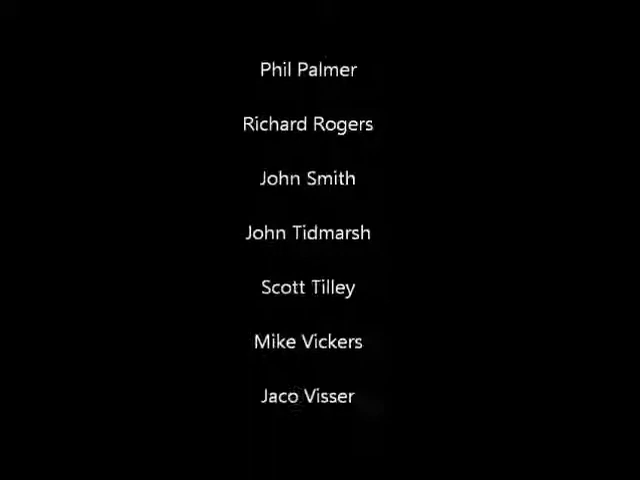 Phil Palmer
Richard Rogers
John Smith
John Tidmarsh
Scott Tilley
Mike Vickers
Jaco Visser